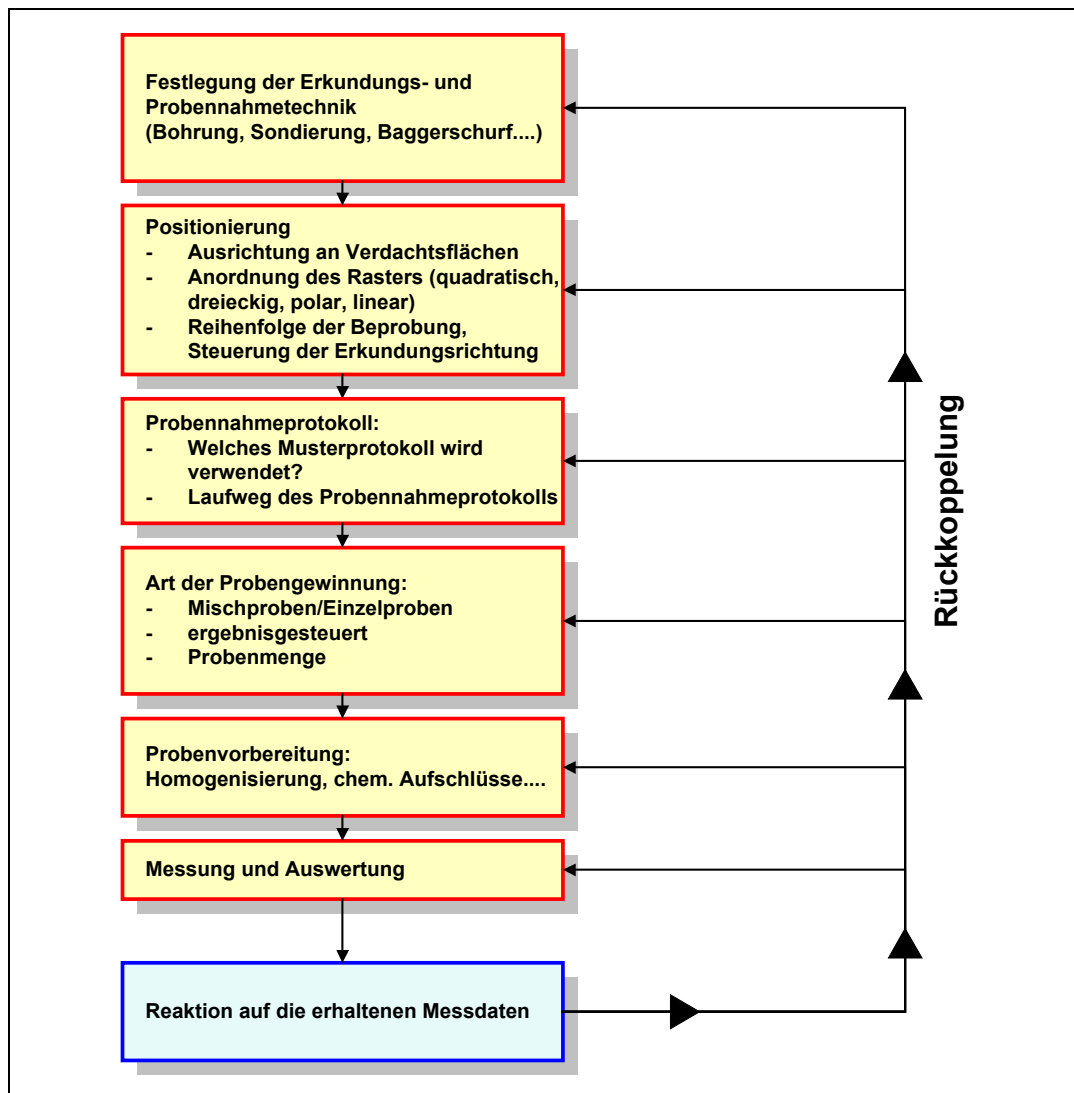 Festlegung der Erkundungs- und
Probennahmetechnik
(Bohrung, Sondierung, Baggerschurf....)
Positionierung
- Ausrichtung an Verdachtsflächen
- Anordnung des Rasters (quadratisch,
dreieckig, polar, linear)
- Reihenfolge der Beprobung,
Steuerung der Erkundungsrichtung
Probennahmeprotokoll:
- Welches Musterprotokoll wird
verwendet?
- Laufweg des Probennahmeprotokolls
Art der Probengewinnung:
- Mischproben/Einzelproben
- ergebnisgesteuert
- Probenmenge
Probenvorbereitung:
Homogenisierung, chem. Aufschlüsse....
Messung und Auswertung
Reaktion auf die erhaltenen Messdaten
Rückkoppelung